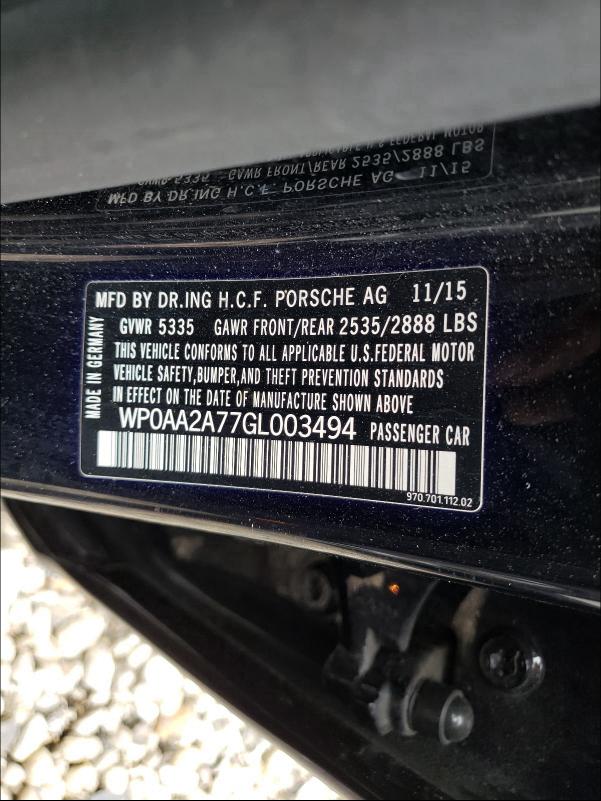 MFD BY DR.ING H.C.F. PORSCHE AG 11/15
GVWR 5335 GAWR FRONT/REAR 2535/2888 LBS
THIS VEHICLE CONFORMS TO ALL APPLICABLE U.S.FEDERAL MOTOR
VEHICLE SAFETY,BUMPER,AND THEFT PREVENTION STANDARDS
IN EFFECT ON THE DATE OF MANUFACTURE SHOWN ABOVE
WP0AA2A77GL003494 PASSENGER CAR
970.701.112.02
MADE IN GERMANY